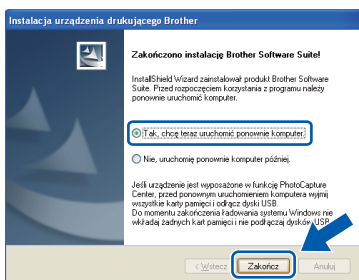 Instalacja urządzenia drukującego Brother
Zakończono instalację Brother Software Suite!
InstallShield Wizard zainstalował produkt Brother Software
Suite. Przed rozpoczęciem korzystania z programu należy
ponownie uruchomić komputer.
Tak, chcę teraz uruchomić ponownie komputer.
Nie, uruchomię ponownie komputer później.
Jeśli urządzenie jest wyposażone w funkcję PhotoCapture
Center, przed ponownym uruchomieniem komputera wyjmij
wszystkie karty pamięci i odłącz dyski USB.
Do momentu zakończenia ładowania systemu Windows nie
wkładaj żadnych kart pamięci i nie podłączaj dysków USB.
< Wstecz Zakończ Anuluj